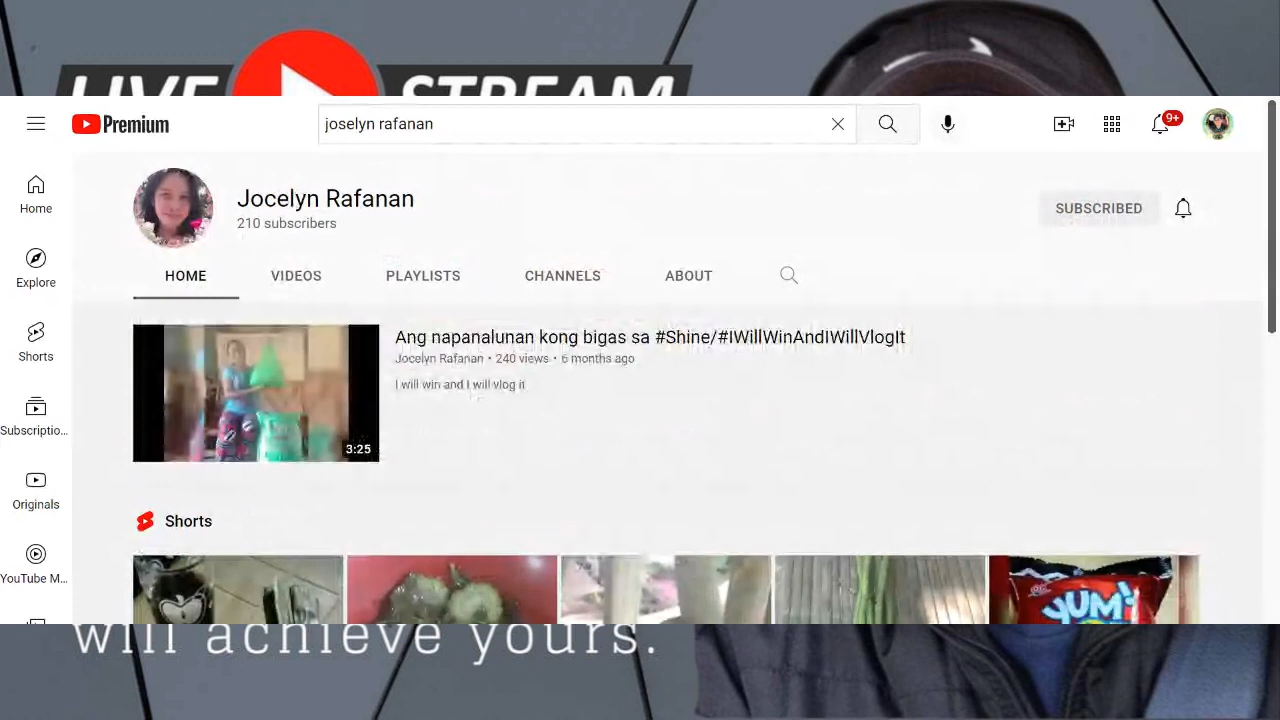 LIVE STREAM
Premium
joselyn rafanan
9+
Home
Explore
Shorts
Subscriptio...
Originals
YouTube M...
Jocelyn Rafanan
210 subscribers
SUBSCRIBED
HOME VIDEOS PLAYLISTS CHANNELS ABOUT
Ang napanalunan kong bigas sa #Shine/#IWillWinAndIWillVlogIt
Jocelyn Rafanan • 240 views • 6 months ago
I will win and I will vlog it
3:25
Shorts
YUM!
will achieve yours.